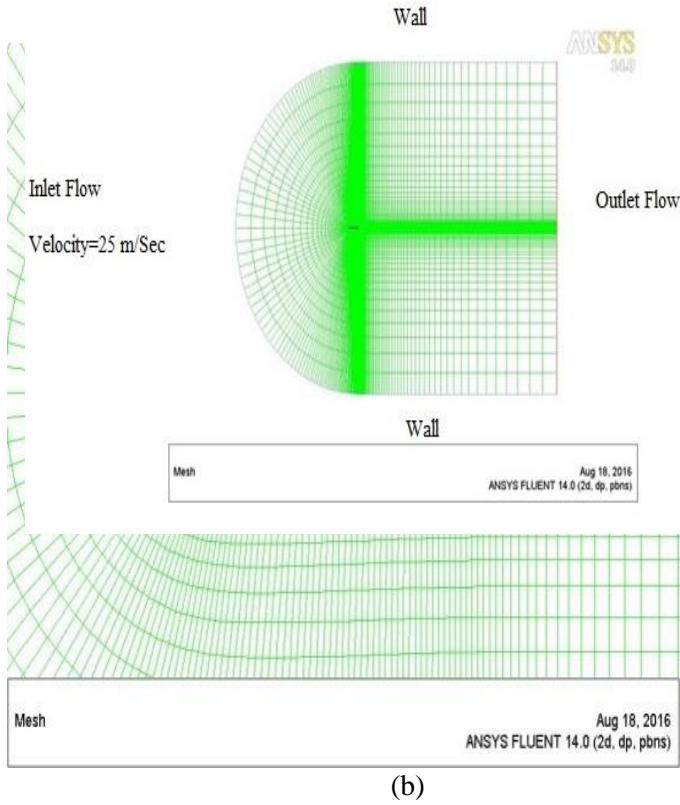 Wall
ANSYS
14.0
Inlet Flow
Outlet Flow
Velocity=25 m/Sec
Wall
Mesh
Aug 18, 2016
ANSYS FLUENT 14.0 (2d, dp, pbns)
Mesh
Aug 18, 2016
ANSYS FLUENT 14.0 (2d, dp, pbns)
(b)